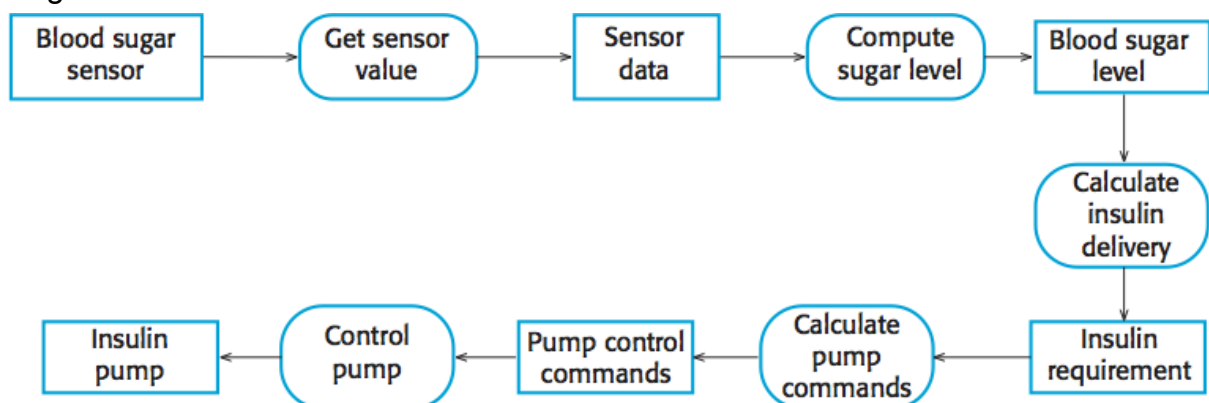 Blood sugar
sensor
Get sensor
value
Sensor
data
Compute
sugar level
Blood sugar
level
Calculate
insulin
delivery
Insulin
requirement
Calculate
pump
commands
Pump control
commands
Control
pump
Insulin
pump